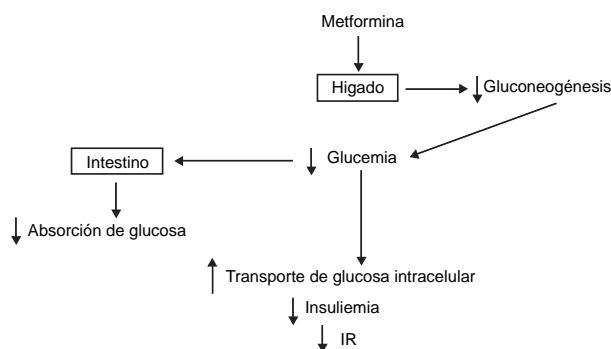 Metformina
Higado
Gluconeogénesis
Intestino
Glucemia
Absorción de glucosa
Transporte de glucosa intracelular
Insuliemia
IR